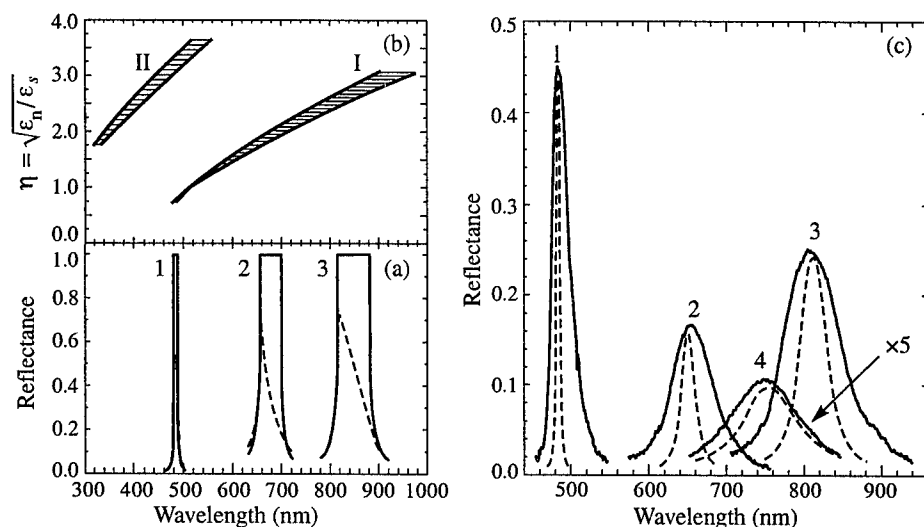 4.0
3.0
2.0
1.0
0.0
η = √εn/εs
II
I
(b)
1.0
0.8
0.6
0.4
0.2
0.0
Reflectance
1
2
3
(a)
300 400 500 600 700 800 900 1000
Wavelength (nm)
0.5
0.4
0.3
0.2
0.1
0
Reflectance
(c)
1
2
3
4
×5
500 600 700 800
Wavelength (nm)